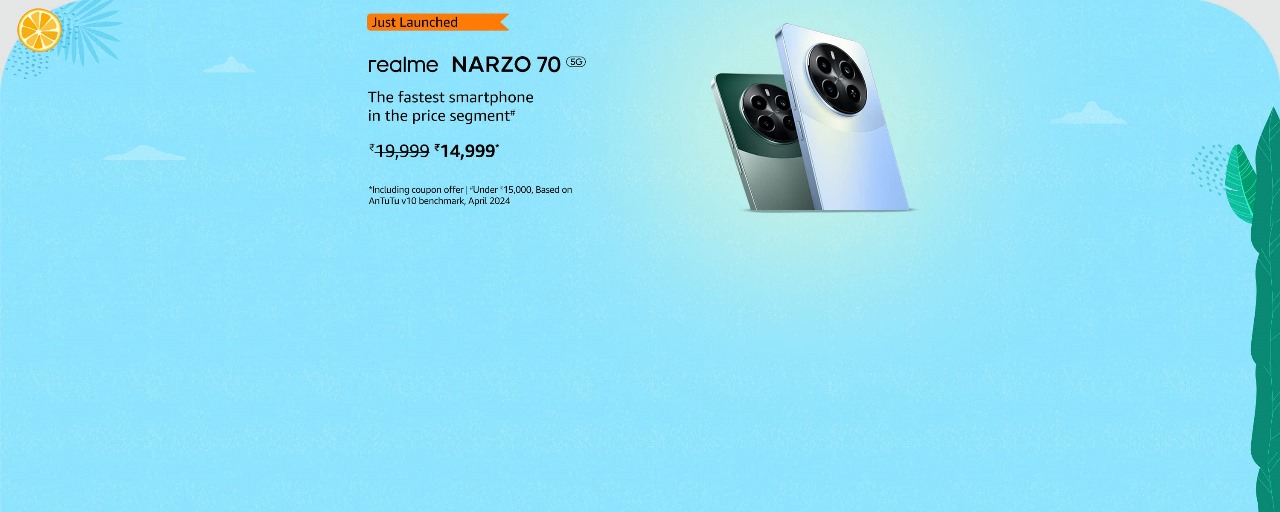 Just Launched
realme NARZO 70 5G
The fastest smartphone
in the price segment#
₹19,999 ₹14,999*
*Including coupon offer | #Under ₹15,000, Based on
AnTuTu v10 benchmark, April 2024